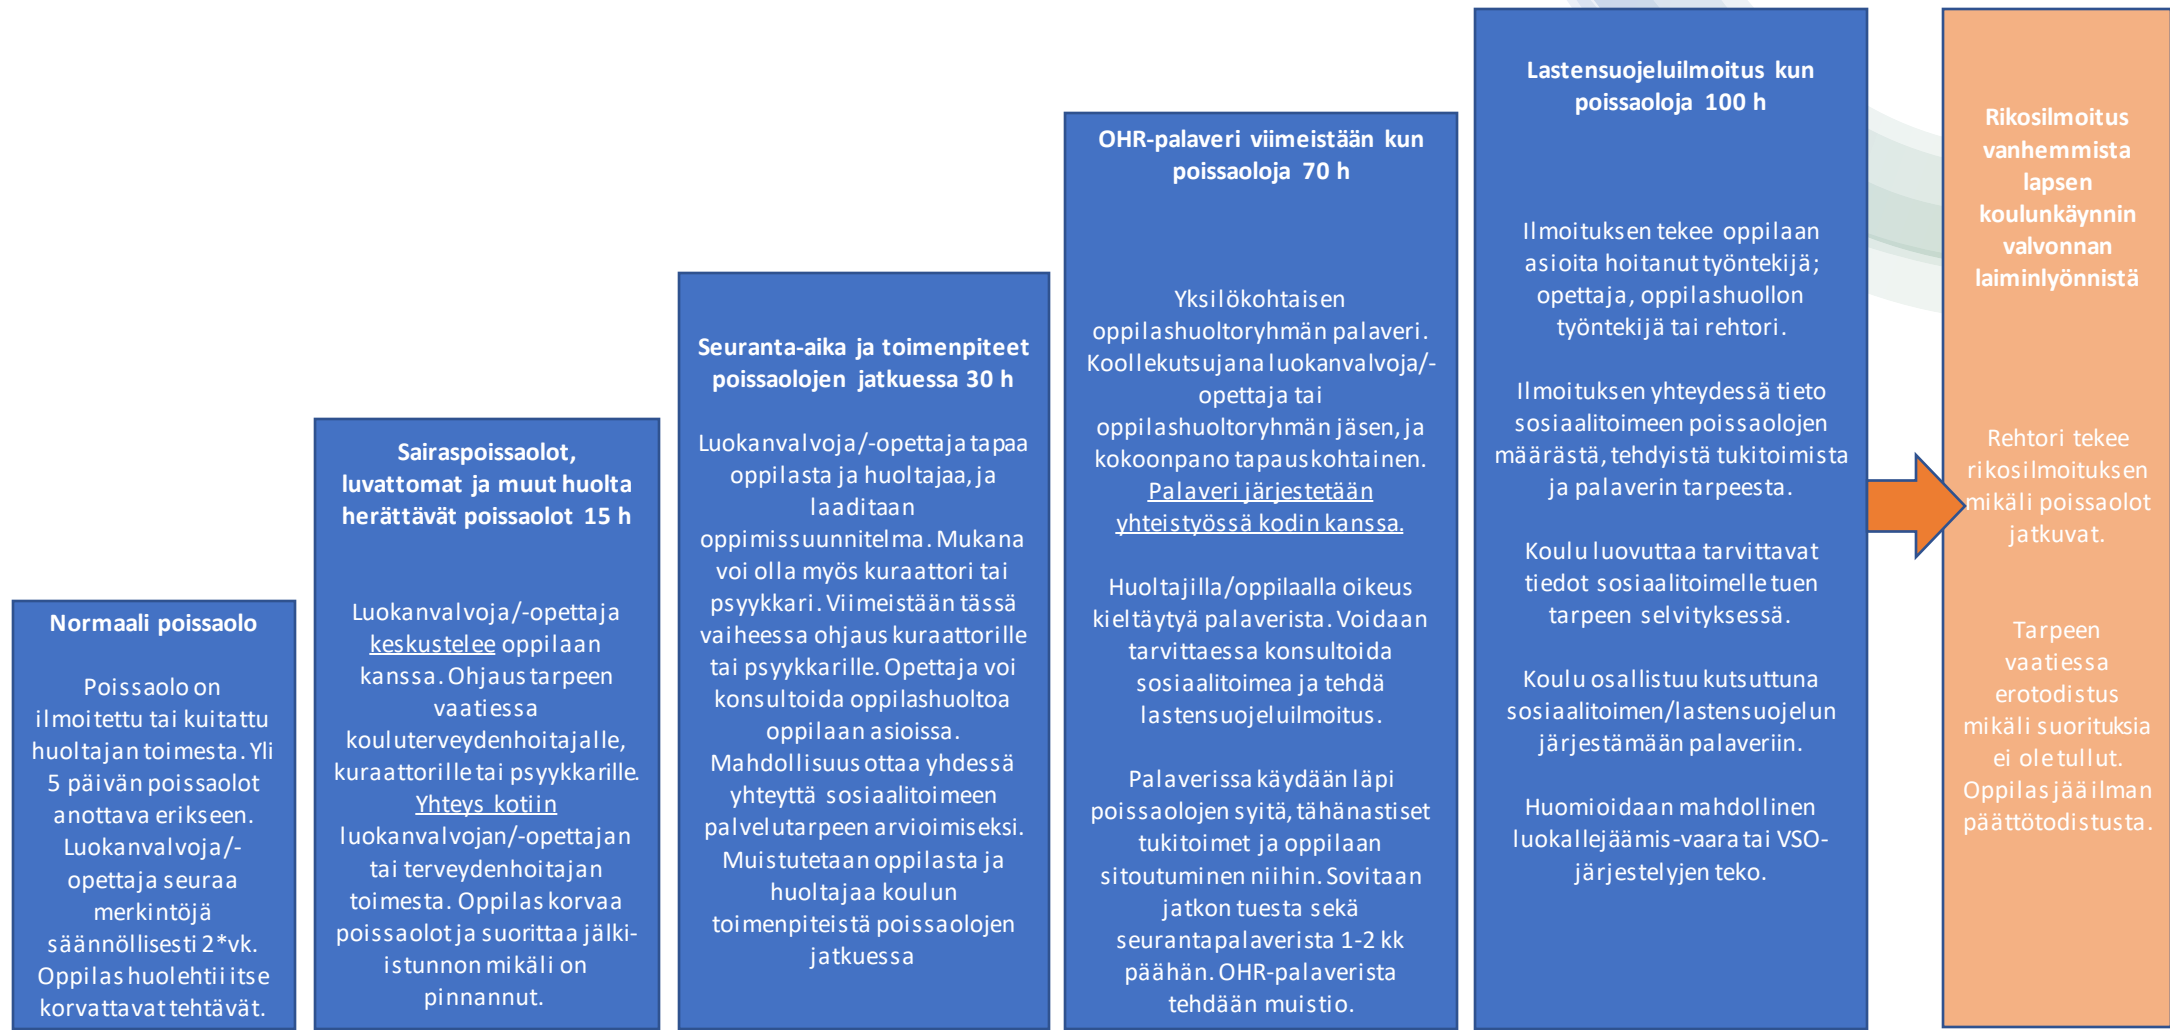 Normaali poissaolo
Poissaolo on
ilmoitettu tai kuitattu
huoltajan toimesta. Yli
5 päivän poissaolot
anottava erikseen.
Luokanvalvoja/-
opettaja seuraa
merkintöjä
säännöllisesti 2*vk.
Oppilas huolehtii itse
korvattavat tehtävät.
Sairaspoissaolot,
luvattomat ja muut huolta
herättävät poissaolot 15 h
Luokanvalvoja/-opettaja
keskustelee oppilaan
kanssa. Ohjaus tarpeen
vaatiessa
kouluterveydenhoitajalle,
kuraattorille tai psyykkarille.
Yhteys kotiin
luokanvalvojan/-opettajan
tai terveydenhoitajan
toimesta. Oppilas korvaa
poissaolot ja suorittaa jälki-
istunnon mikäli on
pinnannut.
Seuranta-aika ja toimenpiteet
poissaolojen jatkuessa 30 h
Luokanvalvoja/-opettaja tapaa
oppilasta ja huoltajaa, ja
laaditaan
oppimissuunnitelma. Mukana
voi olla myös kuraattori tai
psyykkari. Viimeistään tässä
vaiheessa ohjaus kuraattorille
tai psyykkarille. Opettaja voi
konsultoida oppilashuoltoa
oppilaan asioissa.
Mahdollisuus ottaa yhdessä
yhteyttä sosiaalitoimeen
palvelutarpeen arvioimiseksi.
Muistutetaan oppilasta ja
huoltajaa koulun
toimenpiteistä poissaolojen
jatkuessa
OHR-palaveri viimeistään kun
poissaoloja 70 h
Yksilökohtaisen
oppilashuoltoryhmän palaveri.
Koollekutsujana luokanvalvoja/-
opettaja tai
oppilashuoltoryhmän jäsen, ja
kokoonpano tapauskohtainen.
Palaveri järjestetään
yhteistyössä kodin kanssa.
Huoltajilla/oppilaalla oikeus
kieltäytyä palaverista. Voidaan
tarvittaessa konsultoida
sosiaalitoimea ja tehdä
lastensuojeluilmoitus.
Palaverissa käydään läpi
poissaolojen syitä, tähänastiset
tukitoimet ja oppilaan
sitoutuminen niihin. Sovitaan
jatkon tuesta sekä
seurantapalaverista 1-2 kk
päähän. OHR-palaverista
tehdään muistio.
Lastensuojeluilmoitus kun
poissaoloja 100 h
Ilmoituksen tekee oppilaan
asioita hoitanut työntekijä;
opettaja, oppilashuollon
työntekijä tai rehtori.
Ilmoituksen yhteydessä tieto
sosiaalitoimeen poissaolojen
määrästä, tehdyistä tukitoimista
ja palaverin tarpeesta.
Koulu luovuttaa tarvittavat
tiedot sosiaalitoimelle tuen
tarpeen selvityksessä.
Koulu osallistuu kutsuttuna
sosiaalitoimen/lastensuojelun
järjestämään palaveriin.
Huomioidaan mahdollinen
luokallejäämis-vaara tai VSO-
järjestelyjen teko.
Rikosilmoitus
vanhemmista
lapsen
koulunkäynnin
valvonnan
laiminlyönnistä
Rehtori tekee
rikosilmoituksen
mikäli poissaolot
jatkuvat.
Tarpeen
vaatiessa
erotodistus
mikäli suorituksia
ei ole tullut.
Oppilas jää ilman
päättötodistusta.